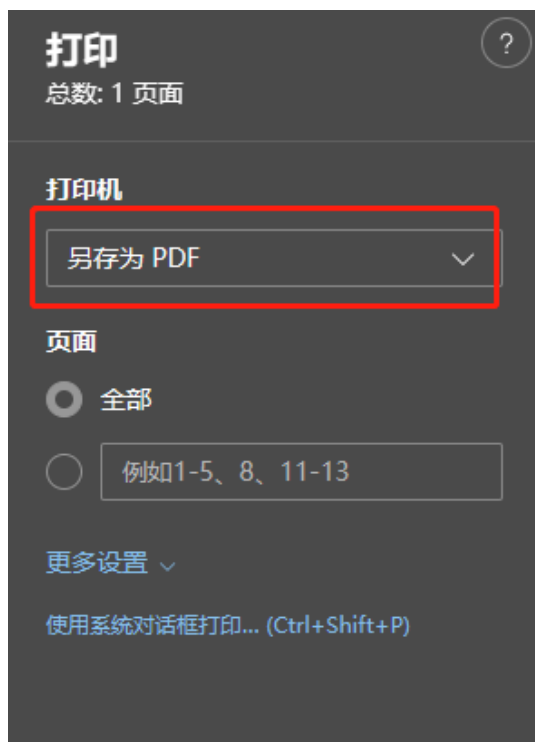 打印
?
总数: 1 页面
打印机
另存为 PDF
页面
全部
例如1-5、8、11-13
更多设置
使用系统对话框打印... (Ctrl+Shift+P)